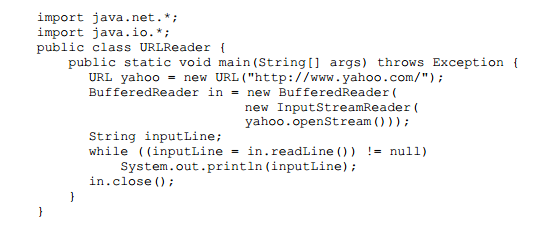 import java.net.*;
import java.io.*;
public class URLReader {
    public static void main(String[] args) throws Exception {
      URL yahoo = new URL("http://www.yahoo.com/");
      BufferedReader in = new BufferedReader(
                          new InputStreamReader(
                          yahoo.openStream()));
      String inputLine;
      while ((inputLine = in.readLine()) != null)
          System.out.println(inputLine);
      in.close();
    }
}